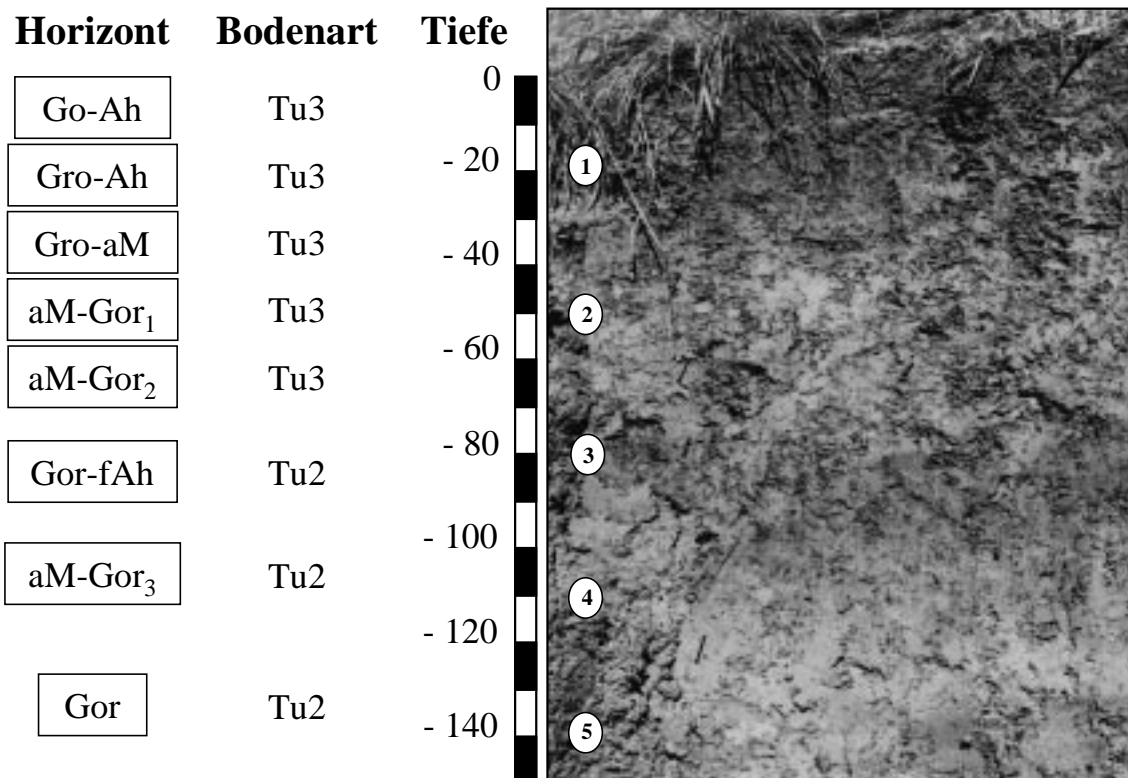 Horizont Bodenart Tiefe
0
Go-Ah Tu3
- 20
1
Gro-Ah Tu3
Gro-aM Tu3
- 40
aM-Gor₁ Tu3
2
- 60
aM-Gor₂ Tu3
- 80
3
Gor-fAh Tu2
- 100
aM-Gor₃ Tu2
4
- 120
Gor Tu2
- 140
5